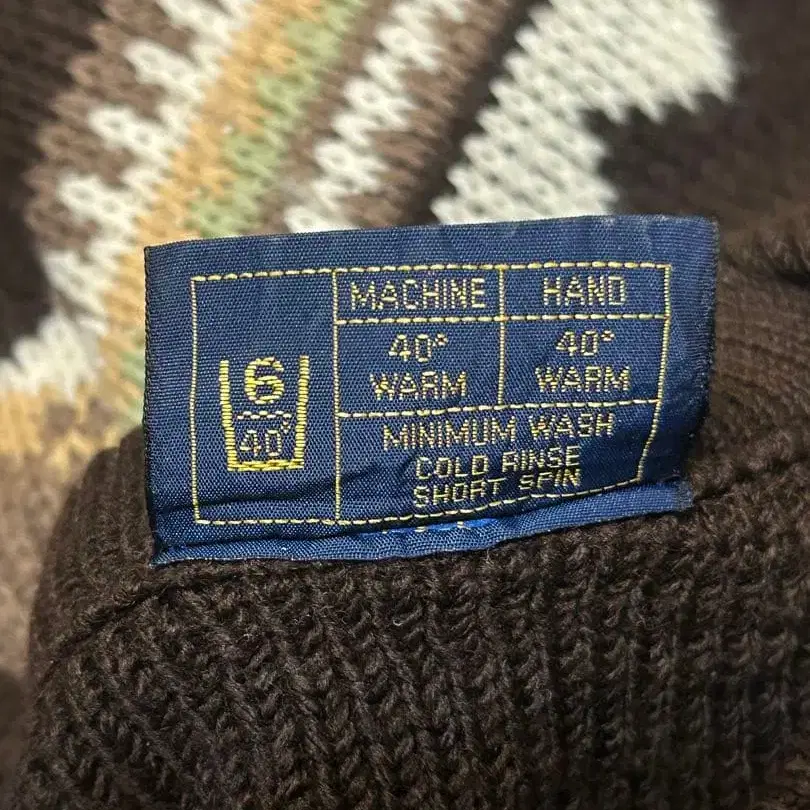 6
40°
MACHINE HAND
40° 40°
WARM WARM
MINIMUM WASH
COLD RINSE
SHORT SPIN